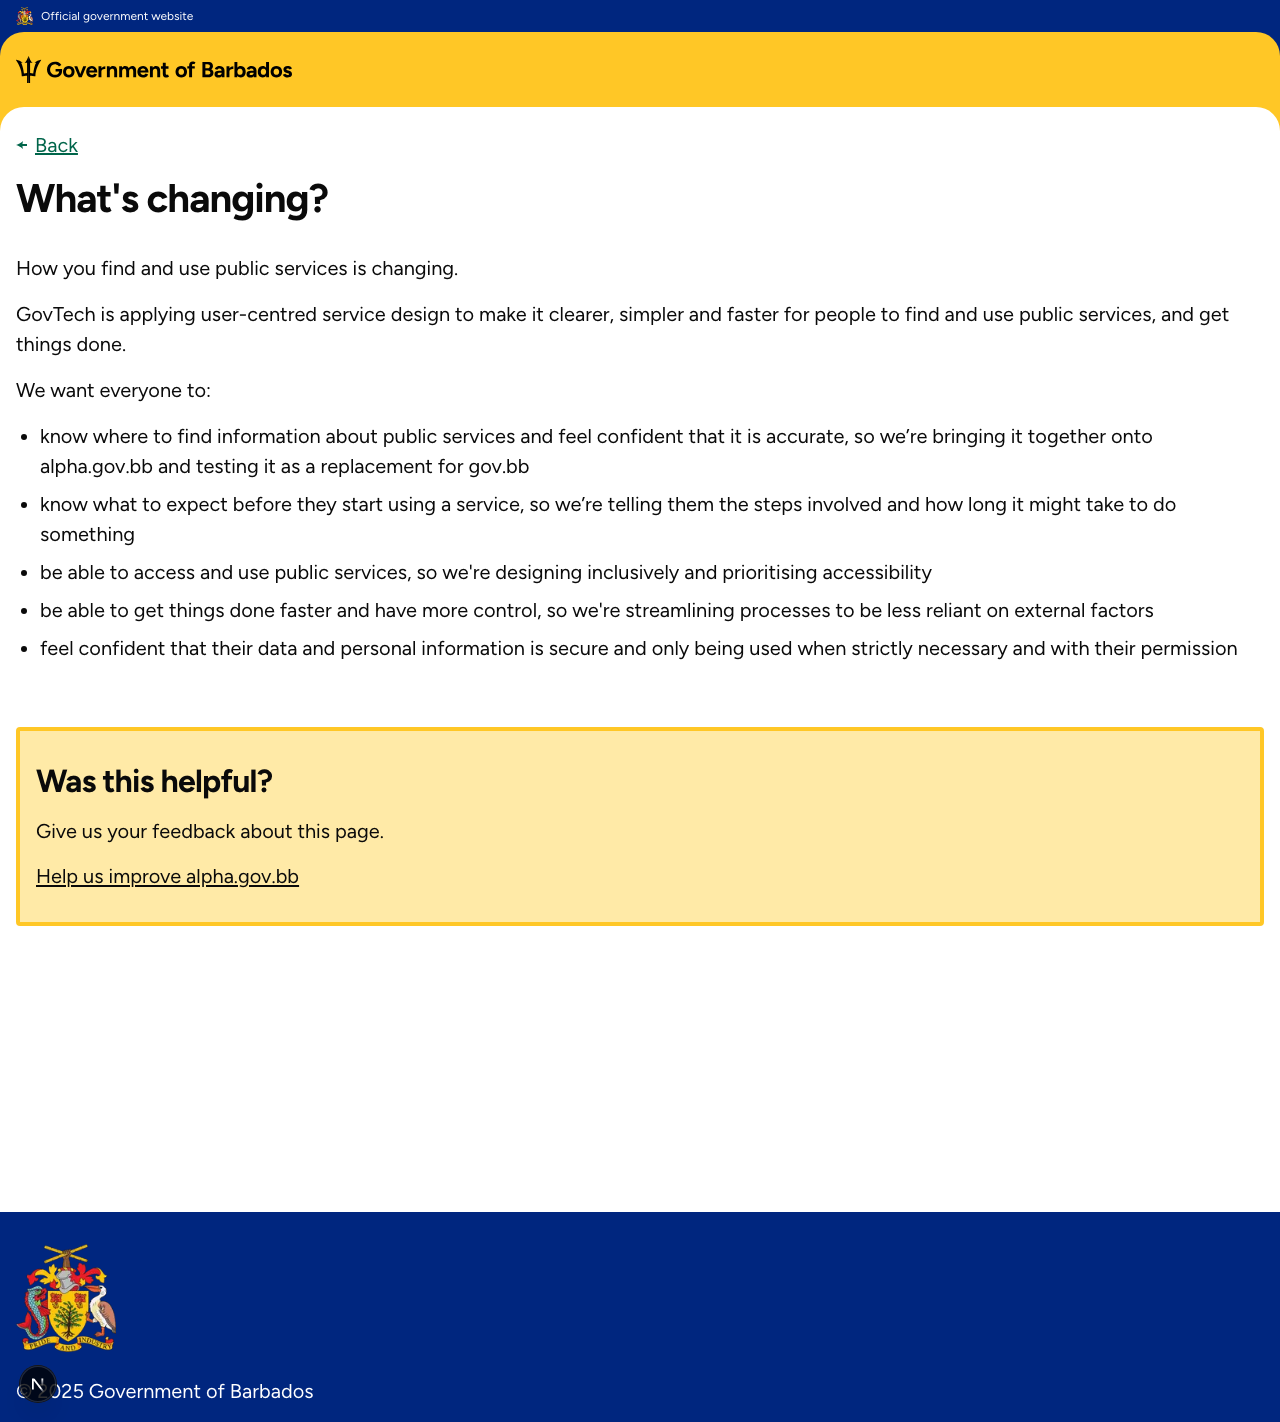 Official government website
Government of Barbados
Back
What's changing?
How you find and use public services is changing.
GovTech is applying user-centred service design to make it clearer, simpler and faster for people to find and use public services, and get
things done.
We want everyone to:
• know where to find information about public services and feel confident that it is accurate, so we’re bringing it together onto
alpha.gov.bb and testing it as a replacement for gov.bb
• know what to expect before they start using a service, so we’re telling them the steps involved and how long it might take to do
something
• be able to access and use public services, so we're designing inclusively and prioritising accessibility
• be able to get things done faster and have more control, so we're streamlining processes to be less reliant on external factors
• feel confident that their data and personal information is secure and only being used when strictly necessary and with their permission
Was this helpful?
Give us your feedback about this page.
Help us improve alpha.gov.bb
PRIDE AND INDUSTRY
N
© 2025 Government of Barbados